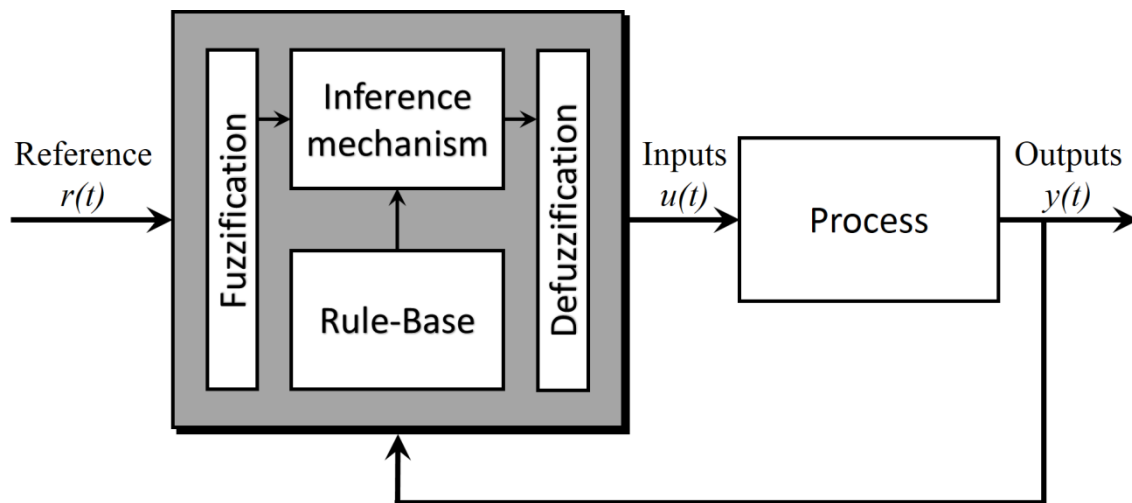 Reference
r(t)
Fuzzification
Inference
mechanism
Rule-Base
Defuzzification
Inputs
u(t)
Process
Outputs
y(t)